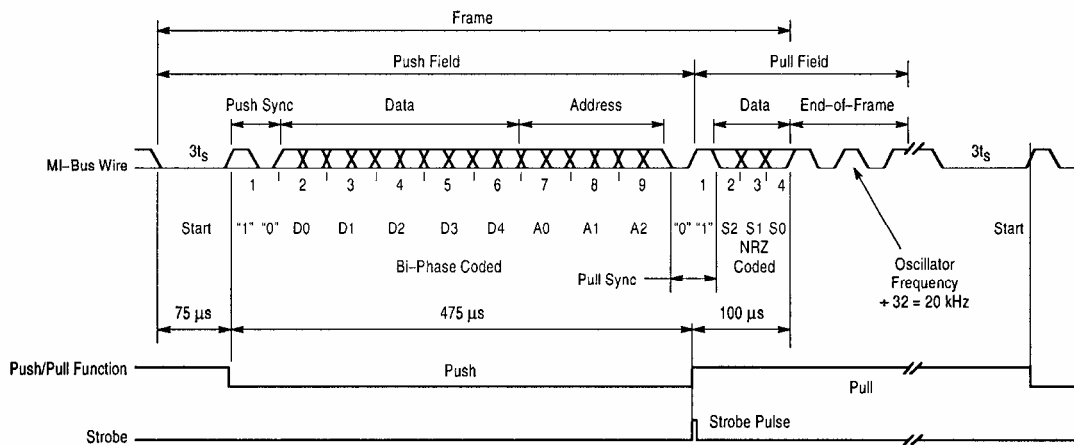 Frame
Push Field
Pull Field
Push Sync
Data
Address
Data
End–of–Frame
MI–Bus Wire
3ts
3ts
1 2 3 4 5 6 7 8 9 1 2 3 4
Start
"1" "0" D0 D1 D2 D3 D4 A0 A1 A2 "0" "1" S2 S1 S0
Start
Bi–Phase Coded
NRZ
Coded
Pull Sync
Oscillator
Frequency
÷ 32 = 20 kHz
75 µs
475 µs
100 µs
Push/Pull Function
Push
Pull
Strobe Pulse
Strobe